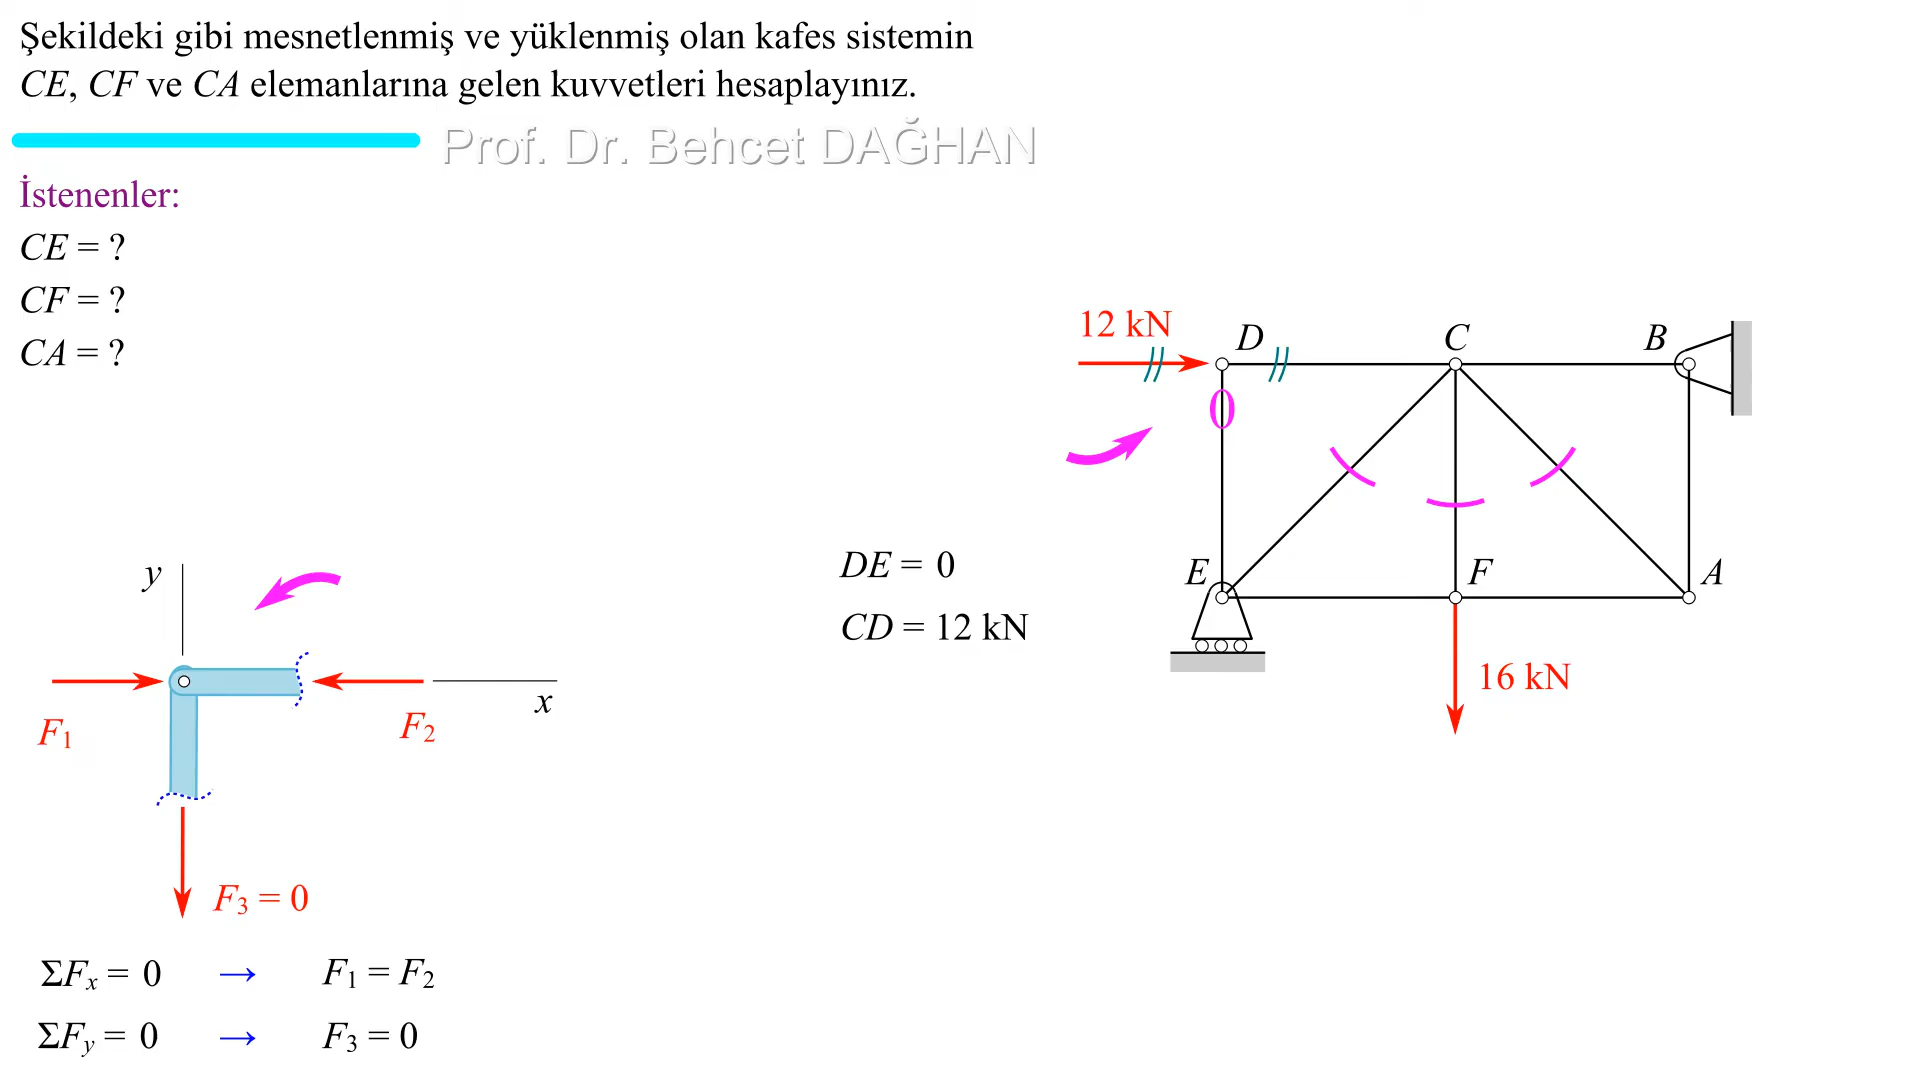 Şekildeki gibi mesnetlenmiş ve yüklenmiş olan kafes sistemin
CE, CF ve CA elemanlarına gelen kuvvetleri hesaplayınız.
Prof. Dr. Behcet DAĞHAN
İstenenler:
CE = ?
CF = ?
CA = ?
12 kN
D
C
B
0
E
F
A
16 kN
DE = 0
CD = 12 kN
y
x
F1
F2
F3 = 0
ΣFx = 0 → F1 = F2
ΣFy = 0 → F3 = 0